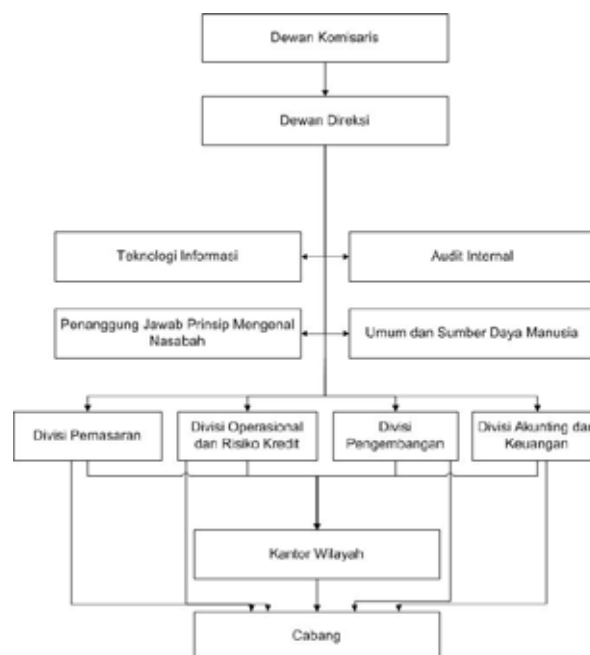 Dewan Komisaris
Dewan Direksi
Teknologi Informasi
Audit Internal
Penanggung Jawab Prinsip Mengenal
Nasabah
Umum dan Sumber Daya Manusia
Divisi Pemasaran
Divisi Operasional
dan Risiko Kredit
Divisi
Pengembangan
Divisi Akunting dan
Keuangan
Kantor Wilayah
Cabang